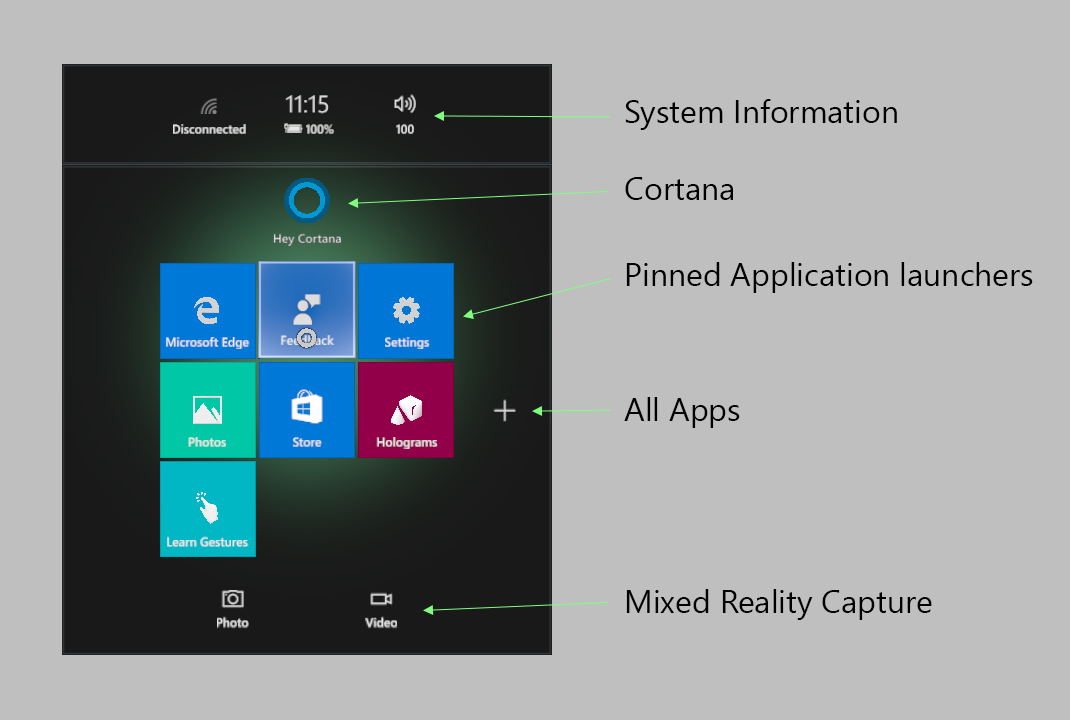 Disconnected
11:15
100%
100
System Information
Hey Cortana
Cortana
Microsoft Edge
Settings
Pinned Application launchers
Photos
Store
Holograms
All Apps
Learn Gestures
Photo
Video
Mixed Reality Capture